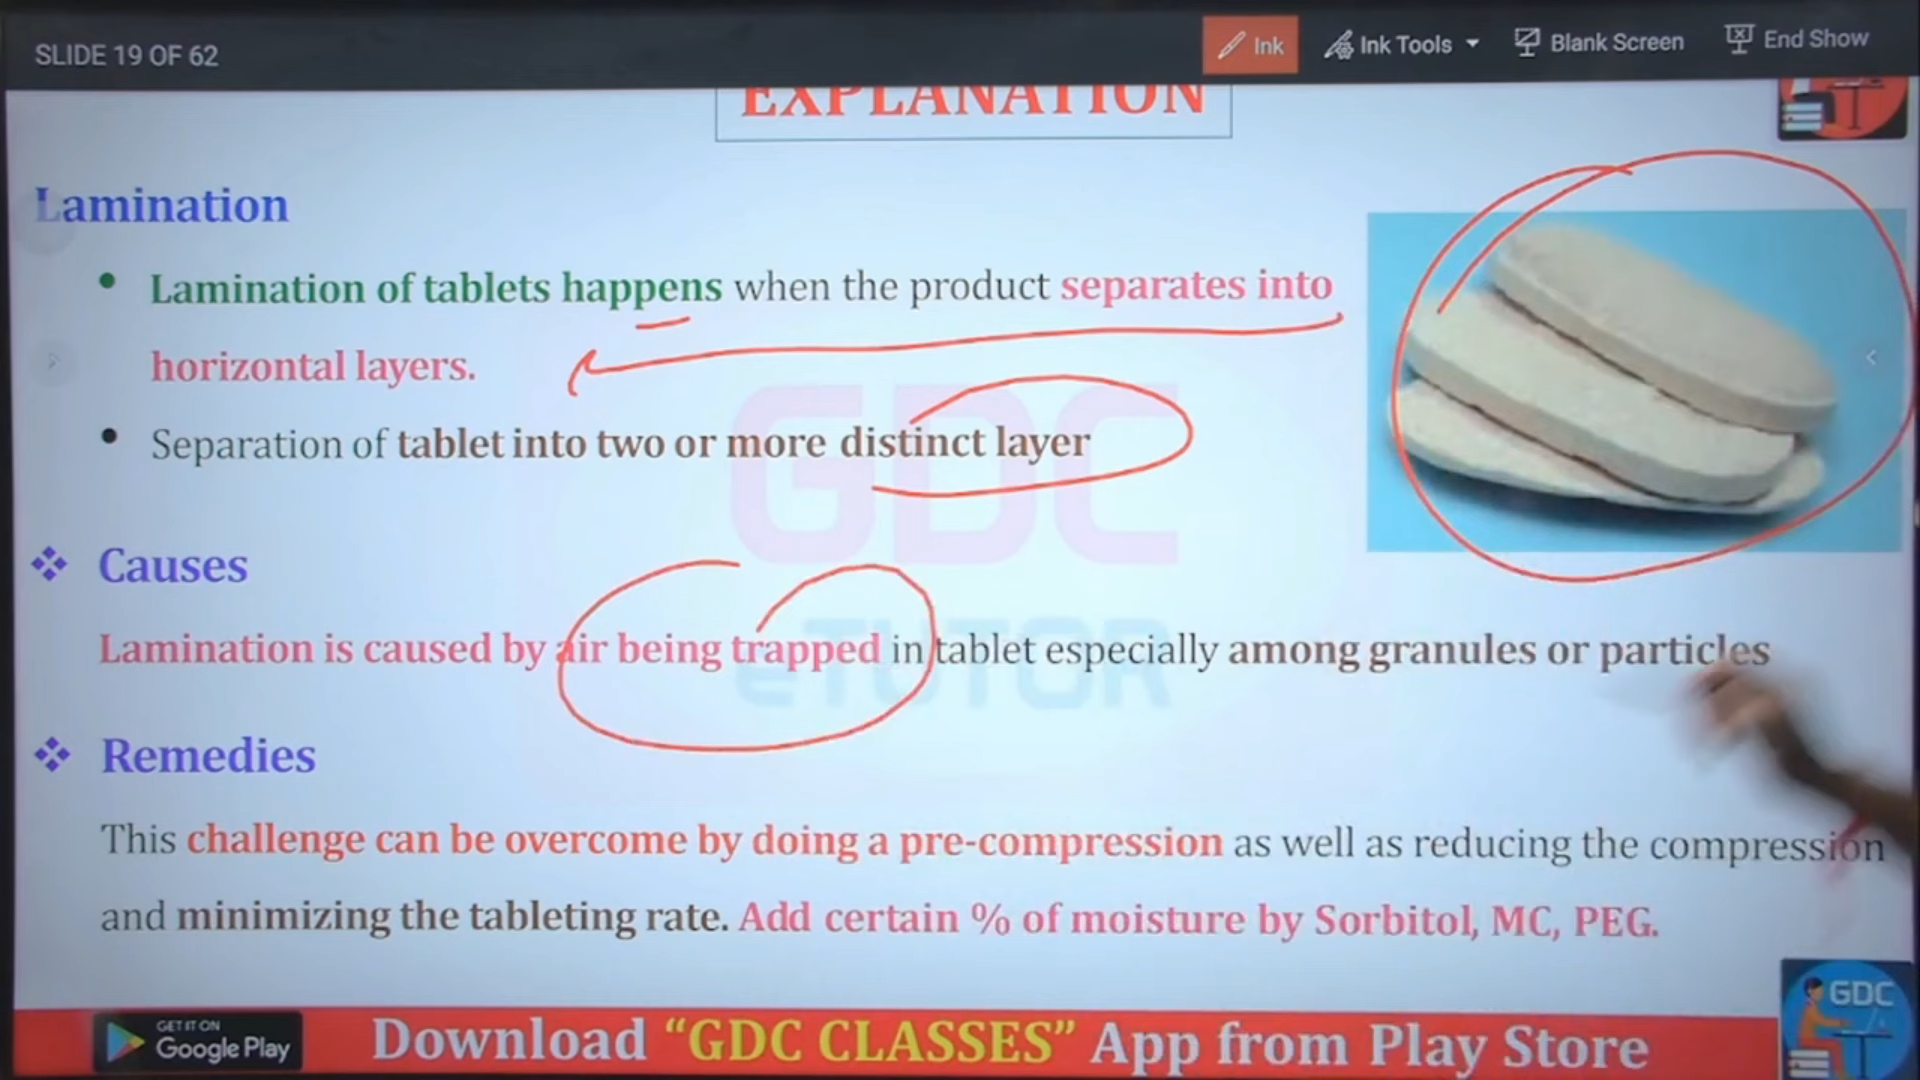 SLIDE 19 OF 62
Ink
Ink Tools
Blank Screen
End Show
EXPLANATION
Lamination
• Lamination of tablets happens when the product separates into
horizontal layers.
• Separation of tablet into two or more distinct layer
GDC
eTUTOR
❖ Causes
Lamination is caused by air being trapped in tablet especially among granules or particles
❖ Remedies
This challenge can be overcome by doing a pre-compression as well as reducing the compression
and minimizing the tableting rate. Add certain % of moisture by Sorbitol, MC, PEG.
GET IT ON
Google Play
Download “GDC CLASSES” App from Play Store
GDC